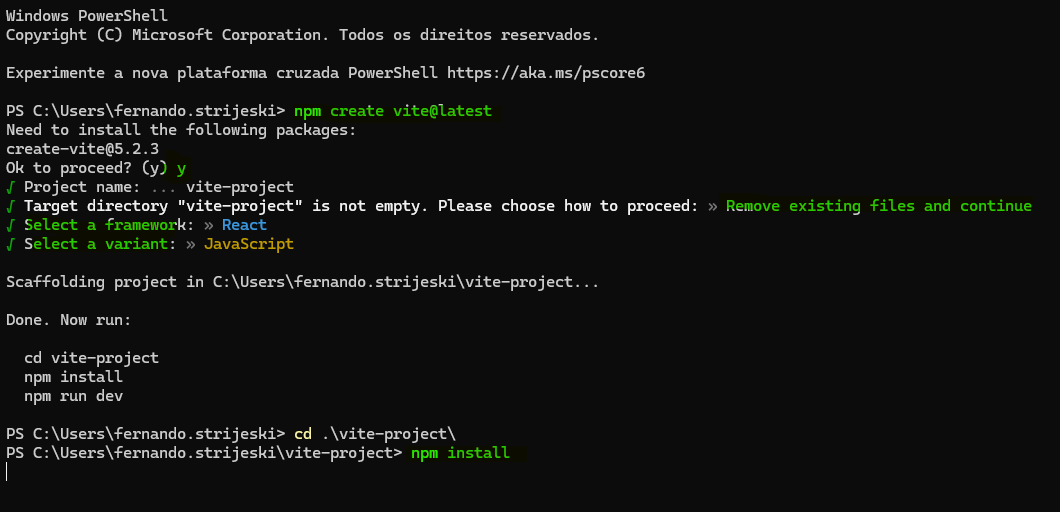 Windows PowerShell
Copyright (C) Microsoft Corporation. Todos os direitos reservados.
Experimente a nova plataforma cruzada PowerShell https://aka.ms/pscore6
PS C:\Users\fernando.strijeski> npm create vite@latest
Need to install the following packages:
create-vite@5.2.3
Ok to proceed? (y) y
√ Project name: ... vite-project
√ Target directory "vite-project" is not empty. Please choose how to proceed: » Remove existing files and continue
√ Select a framework: » React
√ Select a variant: » JavaScript
Scaffolding project in C:\Users\fernando.strijeski\vite-project...
Done. Now run:
  cd vite-project
  npm install
  npm run dev
PS C:\Users\fernando.strijeski> cd .\vite-project\
PS C:\Users\fernando.strijeski\vite-project> npm install